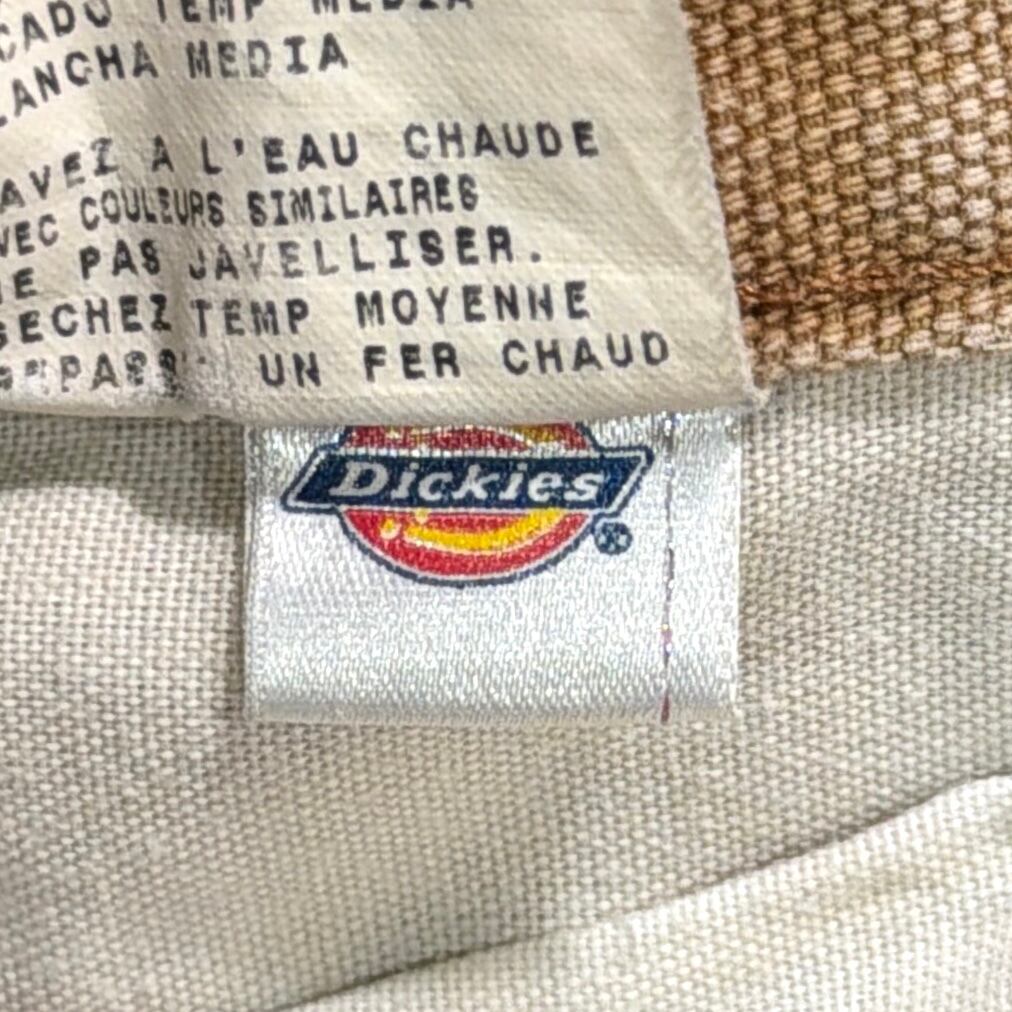 CADO TEMP MEDIA
LANCHA MEDIA
AVEZ A L'EAU CHAUDE
VEC COULEURS SIMILAIRES
NE PAS JAVELLISER.
SECHEZ TEMP MOYENNE
UN FER CHAUD
Dickies
®